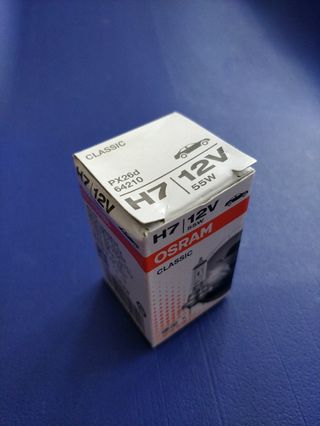 CLASSIC
PX26d
64210
H7 12V
55W
H7 12V
55W
OSRAM
CLASSIC